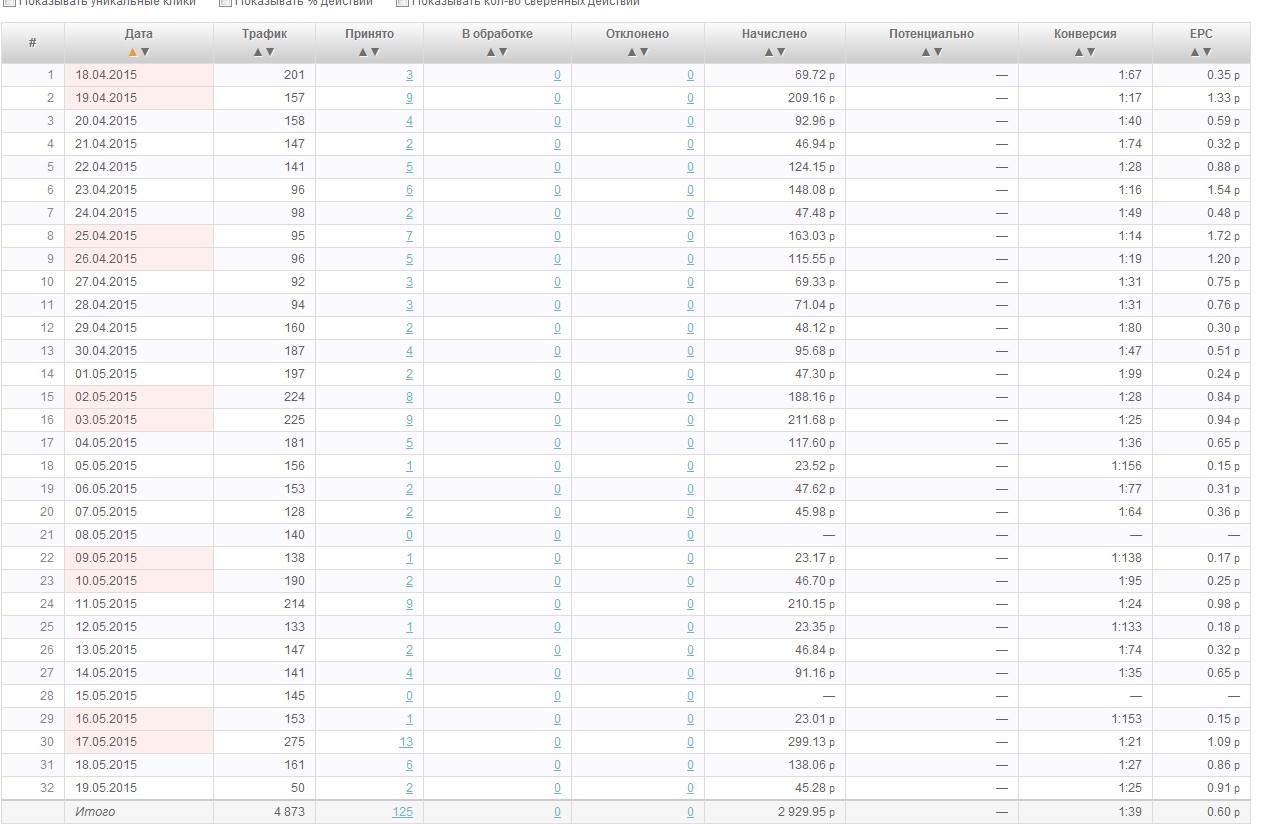 Показывать уникальные клики Показывать % действий Показывать кол-во сверенных действий
# Дата Трафик Принято В обработке Отклонено Начислено Потенциально Конверсия EPC
▲▼ ▲▼ ▲▼ ▲▼ ▲▼ ▲▼ ▲▼ ▲▼ ▲▼
1 18.04.2015 201 3 0 0 69.72 р — 1:67 0.35 р
2 19.04.2015 157 9 0 0 209.16 р — 1:17 1.33 р
3 20.04.2015 158 4 0 0 92.96 р — 1:40 0.59 р
4 21.04.2015 147 2 0 0 46.94 р — 1:74 0.32 р
5 22.04.2015 141 5 0 0 124.15 р — 1:28 0.88 р
6 23.04.2015 96 6 0 0 148.08 р — 1:16 1.54 р
7 24.04.2015 98 2 0 0 47.48 р — 1:49 0.48 р
8 25.04.2015 95 7 0 0 163.03 р — 1:14 1.72 р
9 26.04.2015 96 5 0 0 115.55 р — 1:19 1.20 р
10 27.04.2015 92 3 0 0 69.33 р — 1:31 0.75 р
11 28.04.2015 94 3 0 0 71.04 р — 1:31 0.76 р
12 29.04.2015 160 2 0 0 48.12 р — 1:80 0.30 р
13 30.04.2015 187 4 0 0 95.68 р — 1:47 0.51 р
14 01.05.2015 197 2 0 0 47.30 р — 1:99 0.24 р
15 02.05.2015 224 8 0 0 188.16 р — 1:28 0.84 р
16 03.05.2015 225 9 0 0 211.68 р — 1:25 0.94 р
17 04.05.2015 181 5 0 0 117.60 р — 1:36 0.65 р
18 05.05.2015 156 1 0 0 23.52 р — 1:156 0.15 р
19 06.05.2015 153 2 0 0 47.62 р — 1:77 0.31 р
20 07.05.2015 128 2 0 0 45.98 р — 1:64 0.36 р
21 08.05.2015 140 0 0 0 — — — —
22 09.05.2015 138 1 0 0 23.17 р — 1:138 0.17 р
23 10.05.2015 190 2 0 0 46.70 р — 1:95 0.25 р
24 11.05.2015 214 9 0 0 210.15 р — 1:24 0.98 р
25 12.05.2015 133 1 0 0 23.35 р — 1:133 0.18 р
26 13.05.2015 147 2 0 0 46.84 р — 1:74 0.32 р
27 14.05.2015 141 4 0 0 91.16 р — 1:35 0.65 р
28 15.05.2015 145 0 0 0 — — — —
29 16.05.2015 153 1 0 0 23.01 р — 1:153 0.15 р
30 17.05.2015 275 13 0 0 299.13 р — 1:21 1.09 р
31 18.05.2015 161 6 0 0 138.06 р — 1:27 0.86 р
32 19.05.2015 50 2 0 0 45.28 р — 1:25 0.91 р
Итого 4 873 125 0 0 2 929.95 р — 1:39 0.60 р